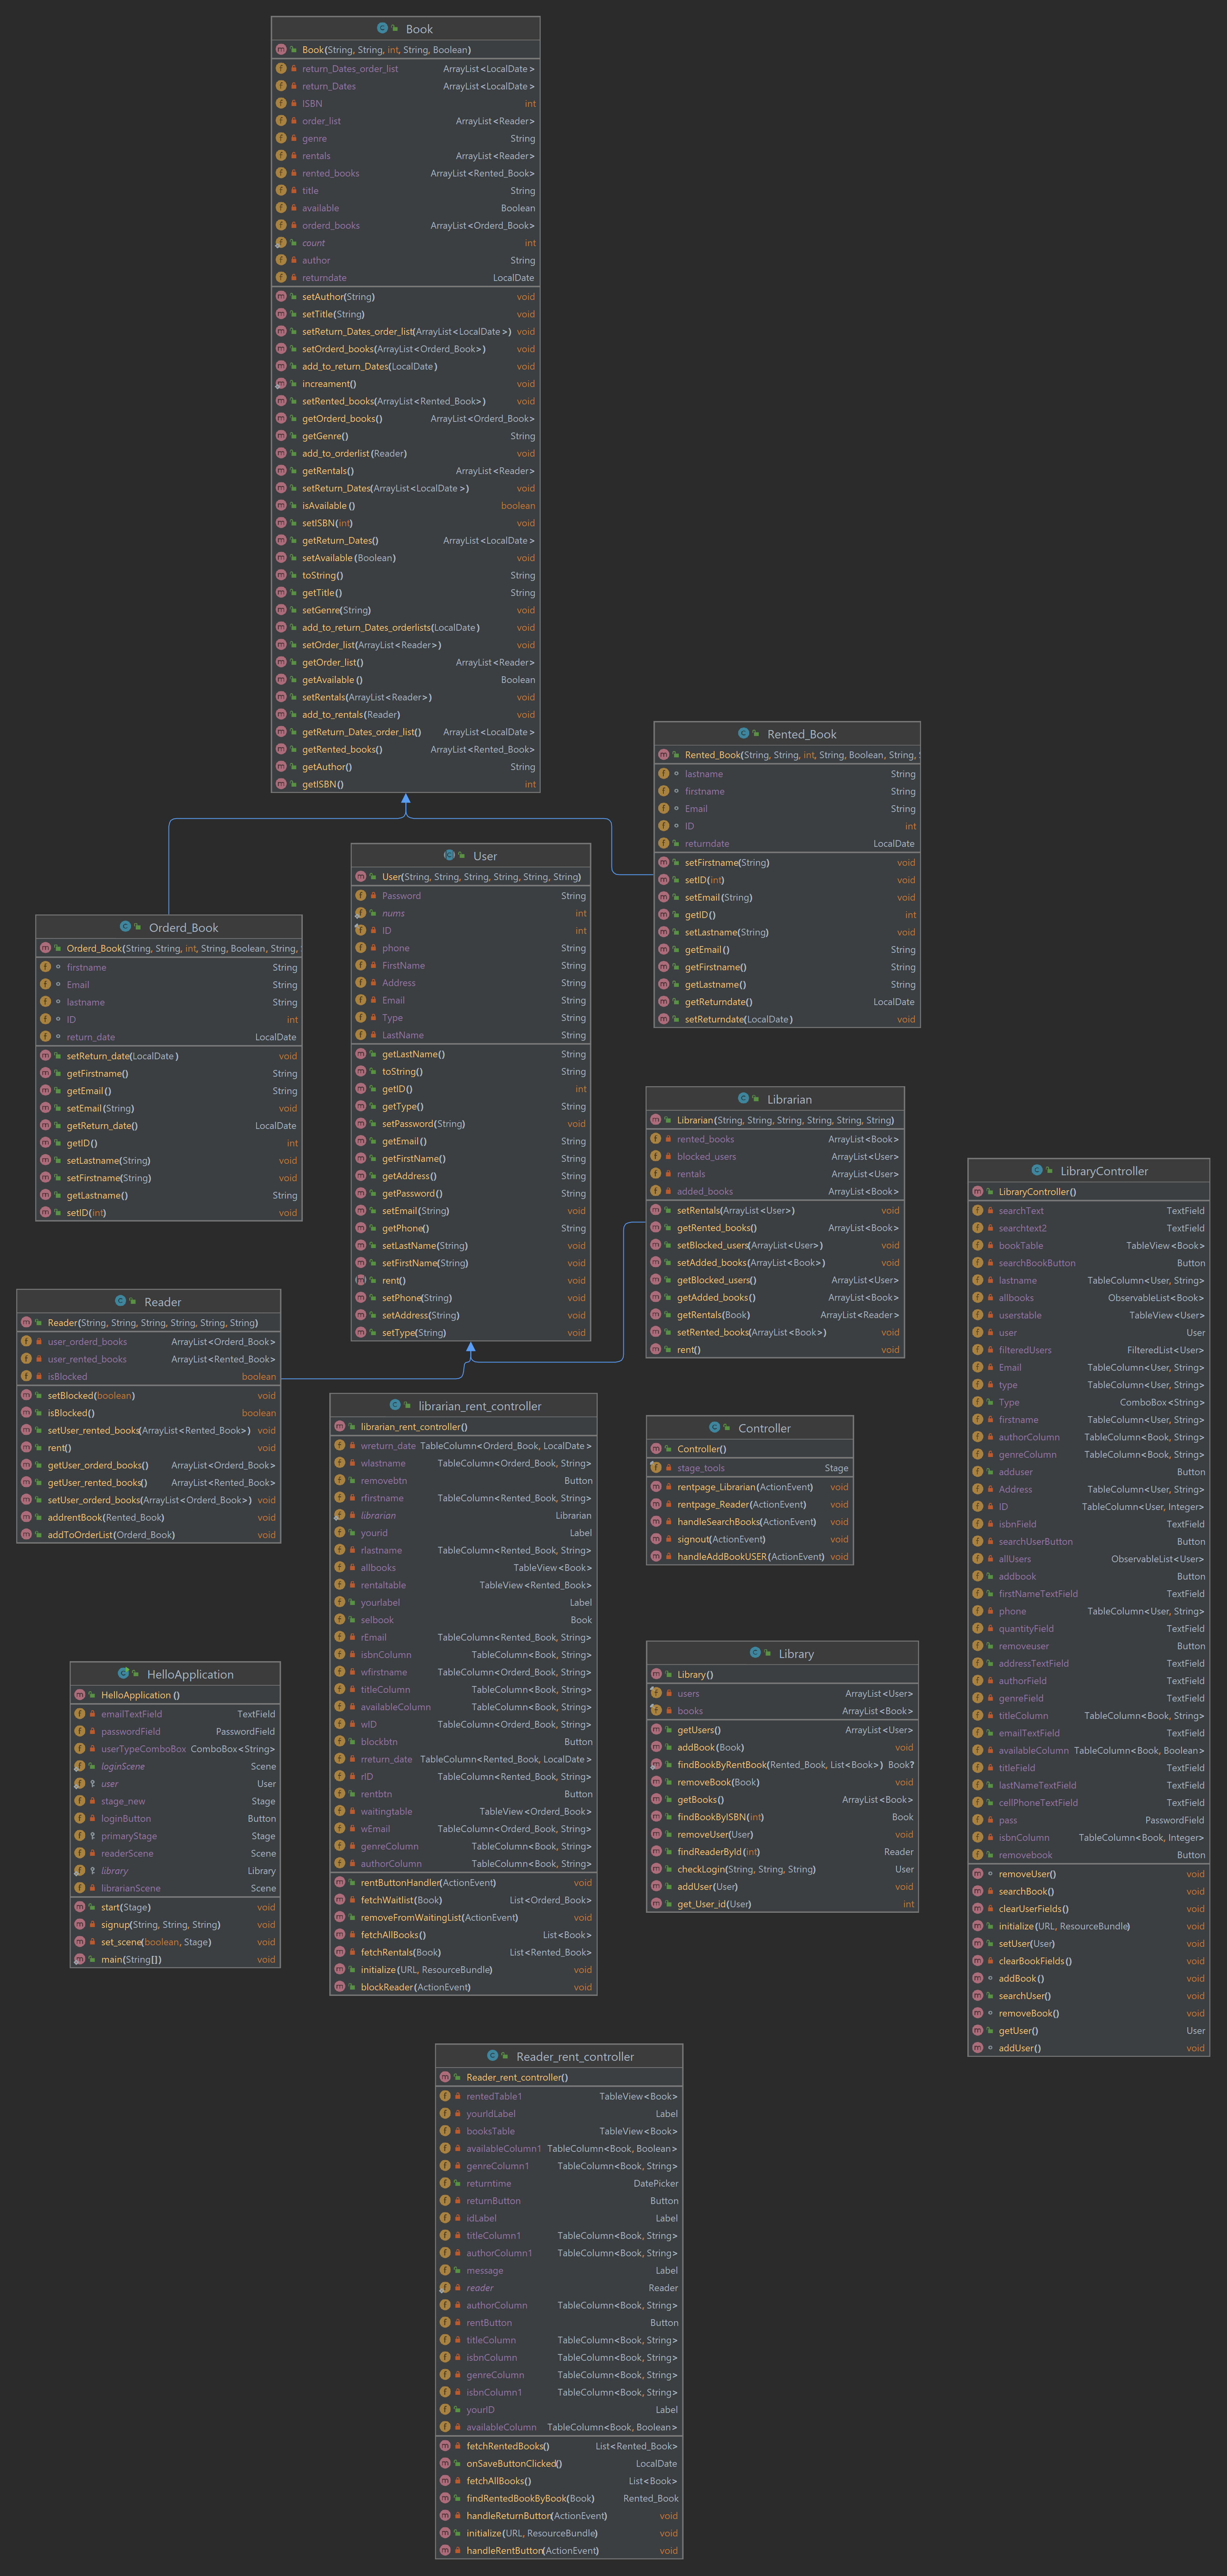 Book
Book(String, String, int, String, Boolean)
return_Dates_order_list ArrayList<LocalDate>
return_Dates ArrayList<LocalDate>
ISBN int
order_list ArrayList<Reader>
genre String
rentals ArrayList<Reader>
rented_books ArrayList<Rented_Book>
title String
available Boolean
orderd_books ArrayList<Orderd_Book>
count int
author String
returndate LocalDate
setAuthor(String) void
setTitle(String) void
setReturn_Dates_order_list(ArrayList<LocalDate>) void
setOrderd_books(ArrayList<Orderd_Book>) void
add_to_return_Dates(LocalDate) void
increament() void
setRented_books(ArrayList<Rented_Book>) void
getOrderd_books() ArrayList<Orderd_Book>
getGenre() String
add_to_orderlist(Reader) void
getRentals() ArrayList<Reader>
setReturn_Dates(ArrayList<LocalDate>) void
isAvailable() boolean
setISBN(int) void
getReturn_Dates() ArrayList<LocalDate>
setAvailable(Boolean) void
toString() String
getTitle() String
setGenre(String) void
add_to_return_Dates_orderlists(LocalDate) void
setOrder_list(ArrayList<Reader>) void
getOrder_list() ArrayList<Reader>
getAvailable() Boolean
setRentals(ArrayList<Reader>) void
add_to_rentals(Reader) void
getReturn_Dates_order_list() ArrayList<LocalDate>
getRented_books() ArrayList<Rented_Book>
getAuthor() String
getISBN() int
Rented_Book
Rented_Book(String, String, int, String, Boolean, String,
lastname String
firstname String
Email String
ID int
returndate LocalDate
setFirstname(String) void
setID(int) void
setEmail(String) void
getID() int
setLastname(String) void
getEmail() String
getFirstname() String
getLastname() String
getReturndate() LocalDate
setReturndate(LocalDate) void
User
User(String, String, String, String, String, String)
Password String
nums int
ID int
phone String
FirstName String
Address String
Email String
Type String
LastName String
getLastName() String
toString() String
getID() int
getType() String
setPassword(String) void
getEmail() String
getFirstName() String
getAddress() String
getPassword() String
setEmail(String) void
getPhone() String
setLastName(String) void
setFirstName(String) void
rent() void
setPhone(String) void
setAddress(String) void
setType(String) void
Orderd_Book
Orderd_Book(String, String, int, String, Boolean, String,
firstname String
Email String
lastname String
ID int
return_date LocalDate
setReturn_date(LocalDate) void
getFirstname() String
getEmail() String
setEmail(String) void
getReturn_date() LocalDate
getID() int
setLastname(String) void
setFirstname(String) void
getLastname() String
setID(int) void
Librarian
Librarian(String, String, String, String, String, String)
rented_books ArrayList<Book>
blocked_users ArrayList<User>
rentals ArrayList<User>
added_books ArrayList<Book>
setRentals(ArrayList<User>) void
getRented_books() ArrayList<Book>
setBlocked_users(ArrayList<User>) void
setAdded_books(ArrayList<Book>) void
getBlocked_users() ArrayList<User>
getAdded_books() ArrayList<Book>
getRentals(Book) ArrayList<Reader>
setRented_books(ArrayList<Book>) void
rent() void
LibraryController
LibraryController()
searchText TextField
searchtext2 TextField
bookTable TableView<Book>
searchBookButton Button
lastname TableColumn<User, String>
allbooks ObservableList<Book>
userstable TableView<User>
user User
filteredUsers FilteredList<User>
Email TableColumn<User, String>
type TableColumn<User, String>
Type ComboBox<String>
firstname TableColumn<User, String>
authorColumn TableColumn<Book, String>
genreColumn TableColumn<Book, String>
adduser Button
Address TableColumn<User, String>
ID TableColumn<User, Integer>
isbnField TextField
searchUserButton Button
allUsers ObservableList<User>
addbook Button
firstNameTextField TextField
phone TableColumn<User, String>
quantityField TextField
removeuser Button
addressTextField TextField
authorField TextField
genreField TextField
titleColumn TableColumn<Book, String>
emailTextField TextField
availableColumn TableColumn<Book, Boolean>
titleField TextField
lastNameTextField TextField
cellPhoneTextField TextField
pass PasswordField
isbnColumn TableColumn<Book, Integer>
removebook Button
removeUser() void
searchBook() void
clearUserFields() void
initialize(URL, ResourceBundle) void
setUser(User) void
clearBookFields() void
addBook() void
searchUser() void
removeBook() void
getUser() User
addUser() void
Reader
Reader(String, String, String, String, String, String)
user_orderd_books ArrayList<Orderd_Book>
user_rented_books ArrayList<Rented_Book>
isBlocked boolean
setBlocked(boolean) void
isBlocked() boolean
setUser_rented_books(ArrayList<Rented_Book>) void
rent() void
getUser_orderd_books() ArrayList<Orderd_Book>
getUser_rented_books() ArrayList<Rented_Book>
setUser_orderd_books(ArrayList<Orderd_Book>) void
addrentBook(Rented_Book) void
addToOrderList(Orderd_Book) void
librarian_rent_controller
librarian_rent_controller()
wreturn_date TableColumn<Orderd_Book, LocalDate>
wlastname TableColumn<Orderd_Book, String>
removebtn Button
rfirstname TableColumn<Rented_Book, String>
librarian Librarian
yourid Label
rlastname TableColumn<Rented_Book, String>
allbooks TableView<Book>
rentaltable TableView<Rented_Book>
yourlabel Label
selbook Book
rEmail TableColumn<Rented_Book, String>
isbnColumn TableColumn<Book, String>
wfirstname TableColumn<Orderd_Book, String>
titleColumn TableColumn<Book, String>
availableColumn TableColumn<Book, String>
wID TableColumn<Orderd_Book, String>
blockbtn Button
rreturn_date TableColumn<Rented_Book, LocalDate>
rID TableColumn<Rented_Book, String>
rentbtn Button
waitingtable TableView<Orderd_Book>
wEmail TableColumn<Orderd_Book, String>
genreColumn TableColumn<Book, String>
authorColumn TableColumn<Book, String>
rentButtonHandler(ActionEvent) void
fetchWaitlist(Book) List<Orderd_Book>
removeFromWaitingList(ActionEvent) void
fetchAllBooks() List<Book>
fetchRentals(Book) List<Rented_Book>
initialize(URL, ResourceBundle) void
blockReader(ActionEvent) void
Controller
Controller()
stage_tools Stage
rentpage_Librarian(ActionEvent) void
rentpage_Reader(ActionEvent) void
handleSearchBooks(ActionEvent) void
signout(ActionEvent) void
handleAddBookUSER(ActionEvent) void
Library
Library()
users ArrayList<User>
books ArrayList<Book>
getUsers() ArrayList<User>
addBook(Book) void
findBookByRentBook(Rented_Book, List<Book>) Book?
removeBook(Book) void
getBooks() ArrayList<Book>
findBookByISBN(int) Book
removeUser(User) void
findReaderById(int) Reader
checkLogin(String, String, String) User
addUser(User) void
get_User_id(User) int
HelloApplication
HelloApplication()
emailTextField TextField
passwordField PasswordField
userTypeComboBox ComboBox<String>
loginScene Scene
user User
stage_new Stage
loginButton Button
primaryStage Stage
readerScene Scene
library Library
librarianScene Scene
start(Stage) void
signup(String, String, String) void
set_scene(boolean, Stage) void
main(String[]) void
Reader_rent_controller
Reader_rent_controller()
rentedTable1 TableView<Book>
yourIdLabel Label
booksTable TableView<Book>
availableColumn1 TableColumn<Book, Boolean>
genreColumn1 TableColumn<Book, String>
returntime DatePicker
returnButton Button
idLabel Label
titleColumn1 TableColumn<Book, String>
authorColumn1 TableColumn<Book, String>
message Label
reader Reader
authorColumn TableColumn<Book, String>
rentButton Button
titleColumn TableColumn<Book, String>
isbnColumn TableColumn<Book, String>
genreColumn TableColumn<Book, String>
isbnColumn1 TableColumn<Book, String>
yourID Label
availableColumn TableColumn<Book, Boolean>
fetchRentedBooks() List<Rented_Book>
onSaveButtonClicked() LocalDate
fetchAllBooks() List<Book>
findRentedBookByBook(Book) Rented_Book
handleReturnButton(ActionEvent) void
initialize(URL, ResourceBundle) void
handleRentButton(ActionEvent) void